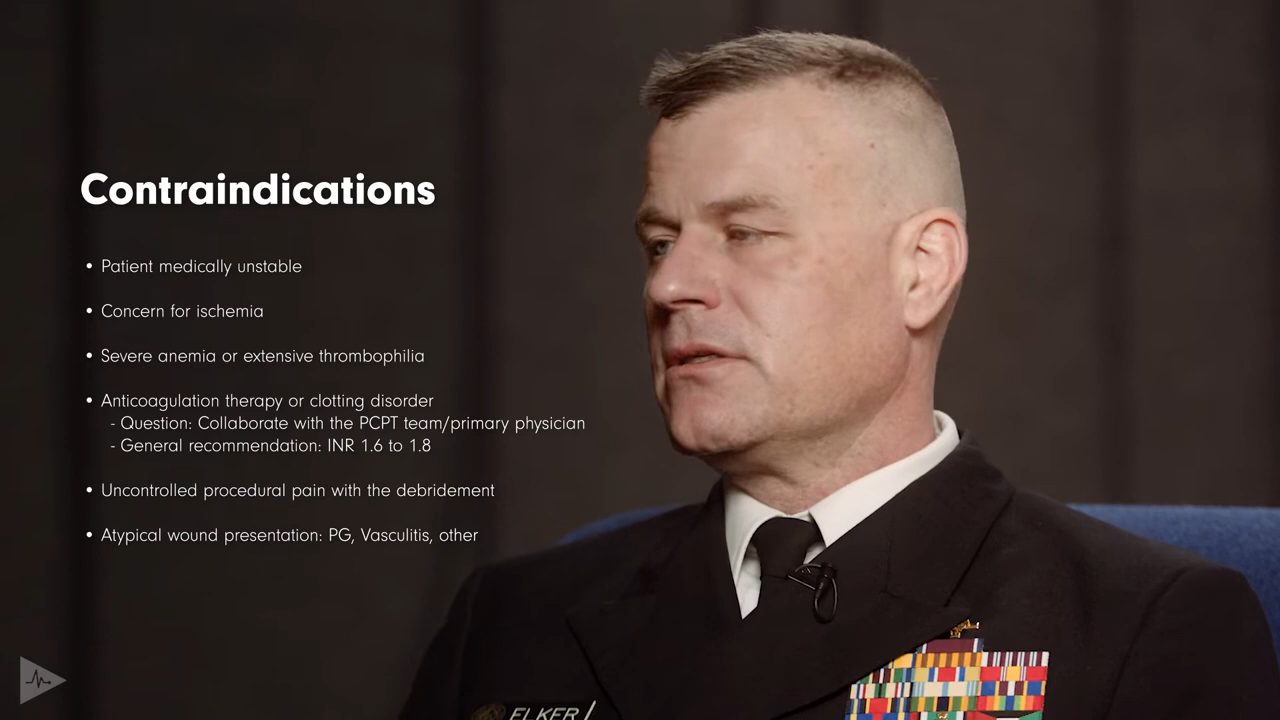 Contraindications
• Patient medically unstable
• Concern for ischemia
• Severe anemia or extensive thrombophilia
• Anticoagulation therapy or clotting disorder
- Question: Collaborate with the PCPT team/primary physician
- General recommendation: INR 1.6 to 1.8
• Uncontrolled procedural pain with the debridement
• Atypical wound presentation: PG, Vasculitis, other